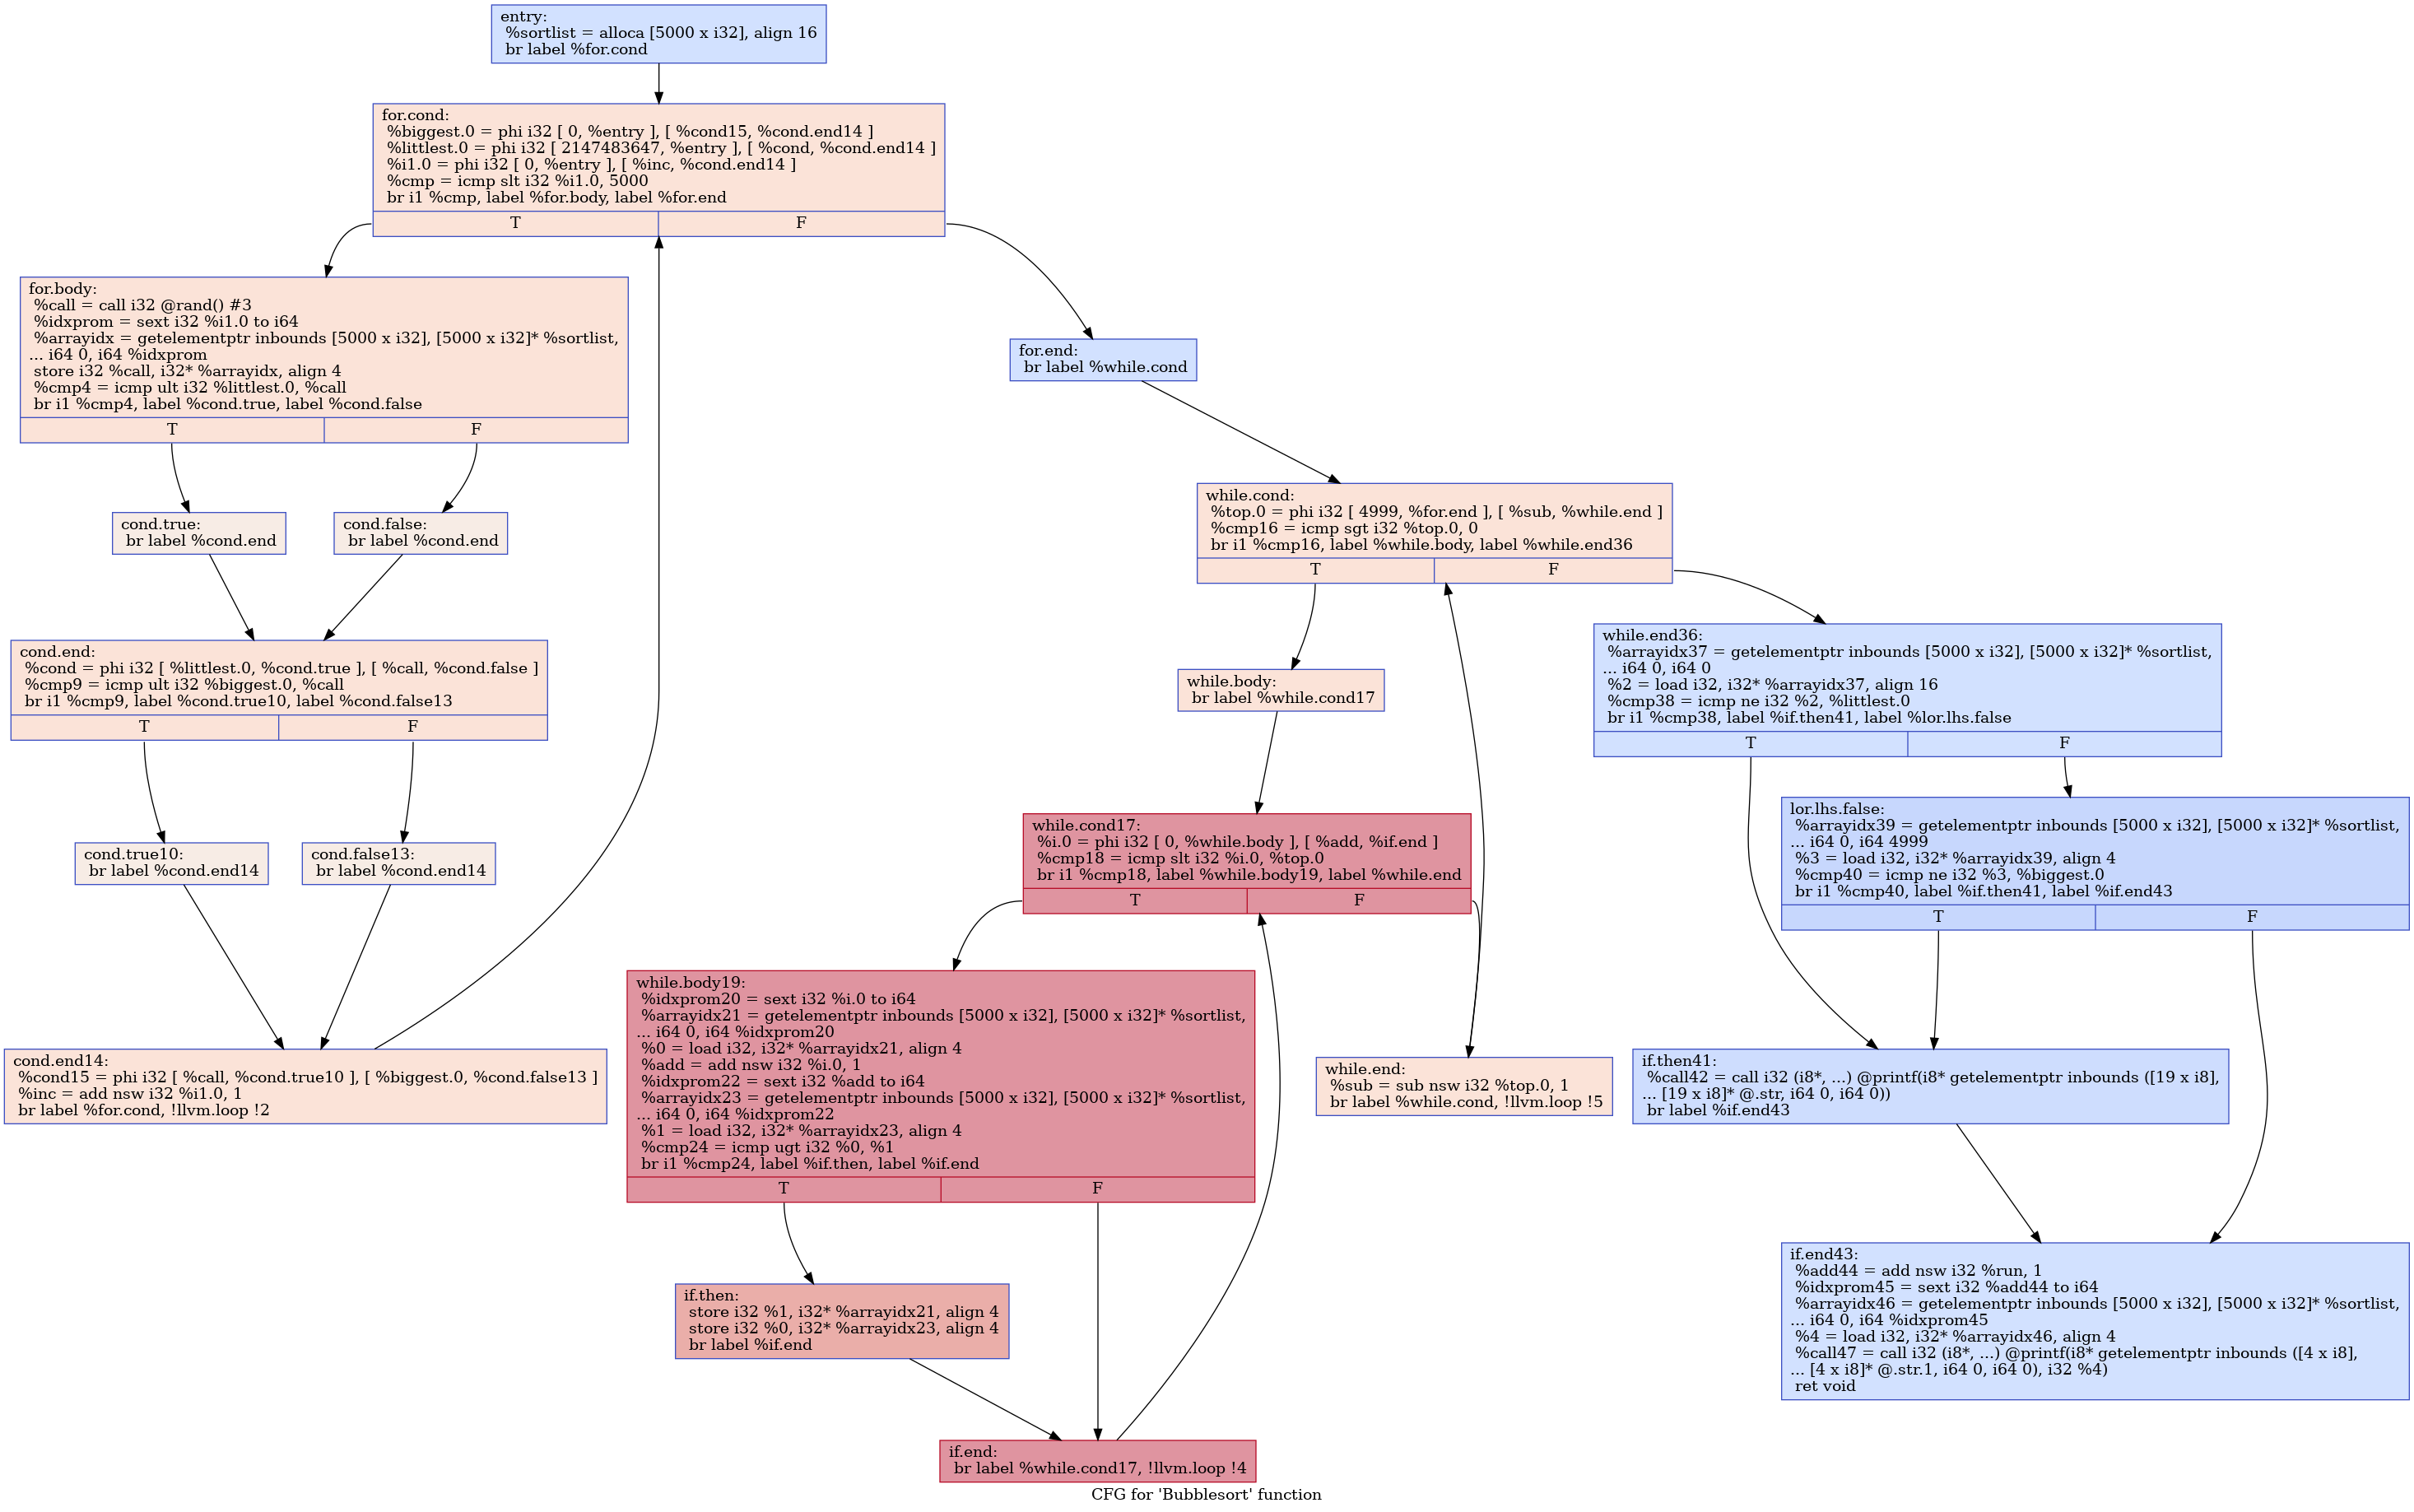 entry:
%sortlist = alloca [5000 x i32], align 16
br label %for.cond
for.cond:
%biggest.0 = phi i32 [ 0, %entry ], [ %cond15, %cond.end14 ]
%littlest.0 = phi i32 [ 2147483647, %entry ], [ %cond, %cond.end14 ]
%i1.0 = phi i32 [ 0, %entry ], [ %inc, %cond.end14 ]
%cmp = icmp slt i32 %i1.0, 5000
br i1 %cmp, label %for.body, label %for.end
T F
for.body:
%call = call i32 @rand() #3
%idxprom = sext i32 %i1.0 to i64
%arrayidx = getelementptr inbounds [5000 x i32], [5000 x i32]* %sortlist,
... i64 0, i64 %idxprom
store i32 %call, i32* %arrayidx, align 4
%cmp4 = icmp ult i32 %littlest.0, %call
br i1 %cmp4, label %cond.true, label %cond.false
T F
cond.true:
br label %cond.end
cond.false:
br label %cond.end
cond.end:
%cond = phi i32 [ %littlest.0, %cond.true ], [ %call, %cond.false ]
%cmp9 = icmp ult i32 %biggest.0, %call
br i1 %cmp9, label %cond.true10, label %cond.false13
T F
cond.true10:
br label %cond.end14
cond.false13:
br label %cond.end14
cond.end14:
%cond15 = phi i32 [ %call, %cond.true10 ], [ %biggest.0, %cond.false13 ]
%inc = add nsw i32 %i1.0, 1
br label %for.cond, !llvm.loop !2
for.end:
br label %while.cond
while.cond:
%top.0 = phi i32 [ 4999, %for.end ], [ %sub, %while.end ]
%cmp16 = icmp sgt i32 %top.0, 0
br i1 %cmp16, label %while.body, label %while.end36
T F
while.body:
br label %while.cond17
while.cond17:
%i.0 = phi i32 [ 0, %while.body ], [ %add, %if.end ]
%cmp18 = icmp slt i32 %i.0, %top.0
br i1 %cmp18, label %while.body19, label %while.end
T F
while.body19:
%idxprom20 = sext i32 %i.0 to i64
%arrayidx21 = getelementptr inbounds [5000 x i32], [5000 x i32]* %sortlist,
... i64 0, i64 %idxprom20
%0 = load i32, i32* %arrayidx21, align 4
%add = add nsw i32 %i.0, 1
%idxprom22 = sext i32 %add to i64
%arrayidx23 = getelementptr inbounds [5000 x i32], [5000 x i32]* %sortlist,
... i64 0, i64 %idxprom22
%1 = load i32, i32* %arrayidx23, align 4
%cmp24 = icmp ugt i32 %0, %1
br i1 %cmp24, label %if.then, label %if.end
T F
if.then:
store i32 %1, i32* %arrayidx21, align 4
store i32 %0, i32* %arrayidx23, align 4
br label %if.end
if.end:
br label %while.cond17, !llvm.loop !4
while.end:
%sub = sub nsw i32 %top.0, 1
br label %while.cond, !llvm.loop !5
while.end36:
%arrayidx37 = getelementptr inbounds [5000 x i32], [5000 x i32]* %sortlist,
... i64 0, i64 0
%2 = load i32, i32* %arrayidx37, align 16
%cmp38 = icmp ne i32 %2, %littlest.0
br i1 %cmp38, label %if.then41, label %lor.lhs.false
T F
lor.lhs.false:
%arrayidx39 = getelementptr inbounds [5000 x i32], [5000 x i32]* %sortlist,
... i64 0, i64 4999
%3 = load i32, i32* %arrayidx39, align 4
%cmp40 = icmp ne i32 %3, %biggest.0
br i1 %cmp40, label %if.then41, label %if.end43
T F
if.then41:
%call42 = call i32 (i8*, ...) @printf(i8* getelementptr inbounds ([19 x i8],
... [19 x i8]* @.str, i64 0, i64 0))
br label %if.end43
if.end43:
%add44 = add nsw i32 %run, 1
%idxprom45 = sext i32 %add44 to i64
%arrayidx46 = getelementptr inbounds [5000 x i32], [5000 x i32]* %sortlist,
... i64 0, i64 %idxprom45
%4 = load i32, i32* %arrayidx46, align 4
%call47 = call i32 (i8*, ...) @printf(i8* getelementptr inbounds ([4 x i8],
... [4 x i8]* @.str.1, i64 0, i64 0), i32 %4)
ret void
CFG for 'Bubblesort' function